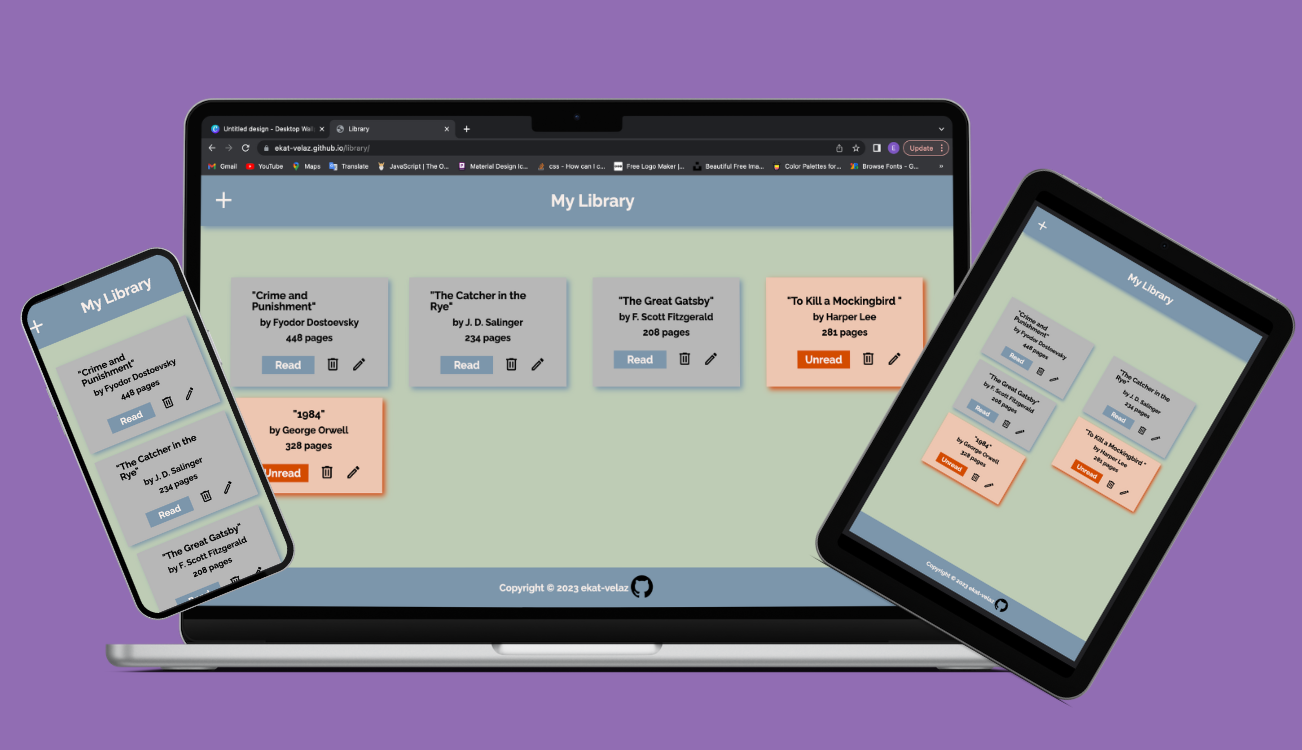 Untitled design - Desktop Wal
Library
ekat-velaz.github.io/library/
E
Update
Gmail
YouTube
Maps
Translate
JavaScript | The O...
Material Design Ic...
css - How can I c...
Free Logo Maker |...
Beautiful Free Ima...
Color Palettes for...
Browse Fonts - G...
My Library
"Crime and
Punishment"
by Fyodor Dostoevsky
448 pages
Read
"The Catcher in the
Rye"
by J. D. Salinger
234 pages
Read
"The Great Gatsby"
by F. Scott Fitzgerald
208 pages
Read
"To Kill a Mockingbird "
by Harper Lee
281 pages
Unread
"1984"
by George Orwell
328 pages
Unread
Copyright © 2023 ekat-velaz
My Library
"Crime and
Punishment"
by Fyodor Dostoevsky
448 pages
Read
"The Catcher in the
Rye"
by J. D. Salinger
234 pages
Read
"The Great Gatsby"
by F. Scott Fitzgerald
208 pages
Read
My Library
"Crime and
Punishment"
by Fyodor Dostoevsky
448 pages
Read
"The Catcher in the
Rye"
by J. D. Salinger
234 pages
Read
"The Great Gatsby"
by F. Scott Fitzgerald
208 pages
Read
"To Kill a Mockingbird "
by Harper Lee
281 pages
Unread
"1984"
by George Orwell
328 pages
Unread
Copyright © 2023 ekat-velaz